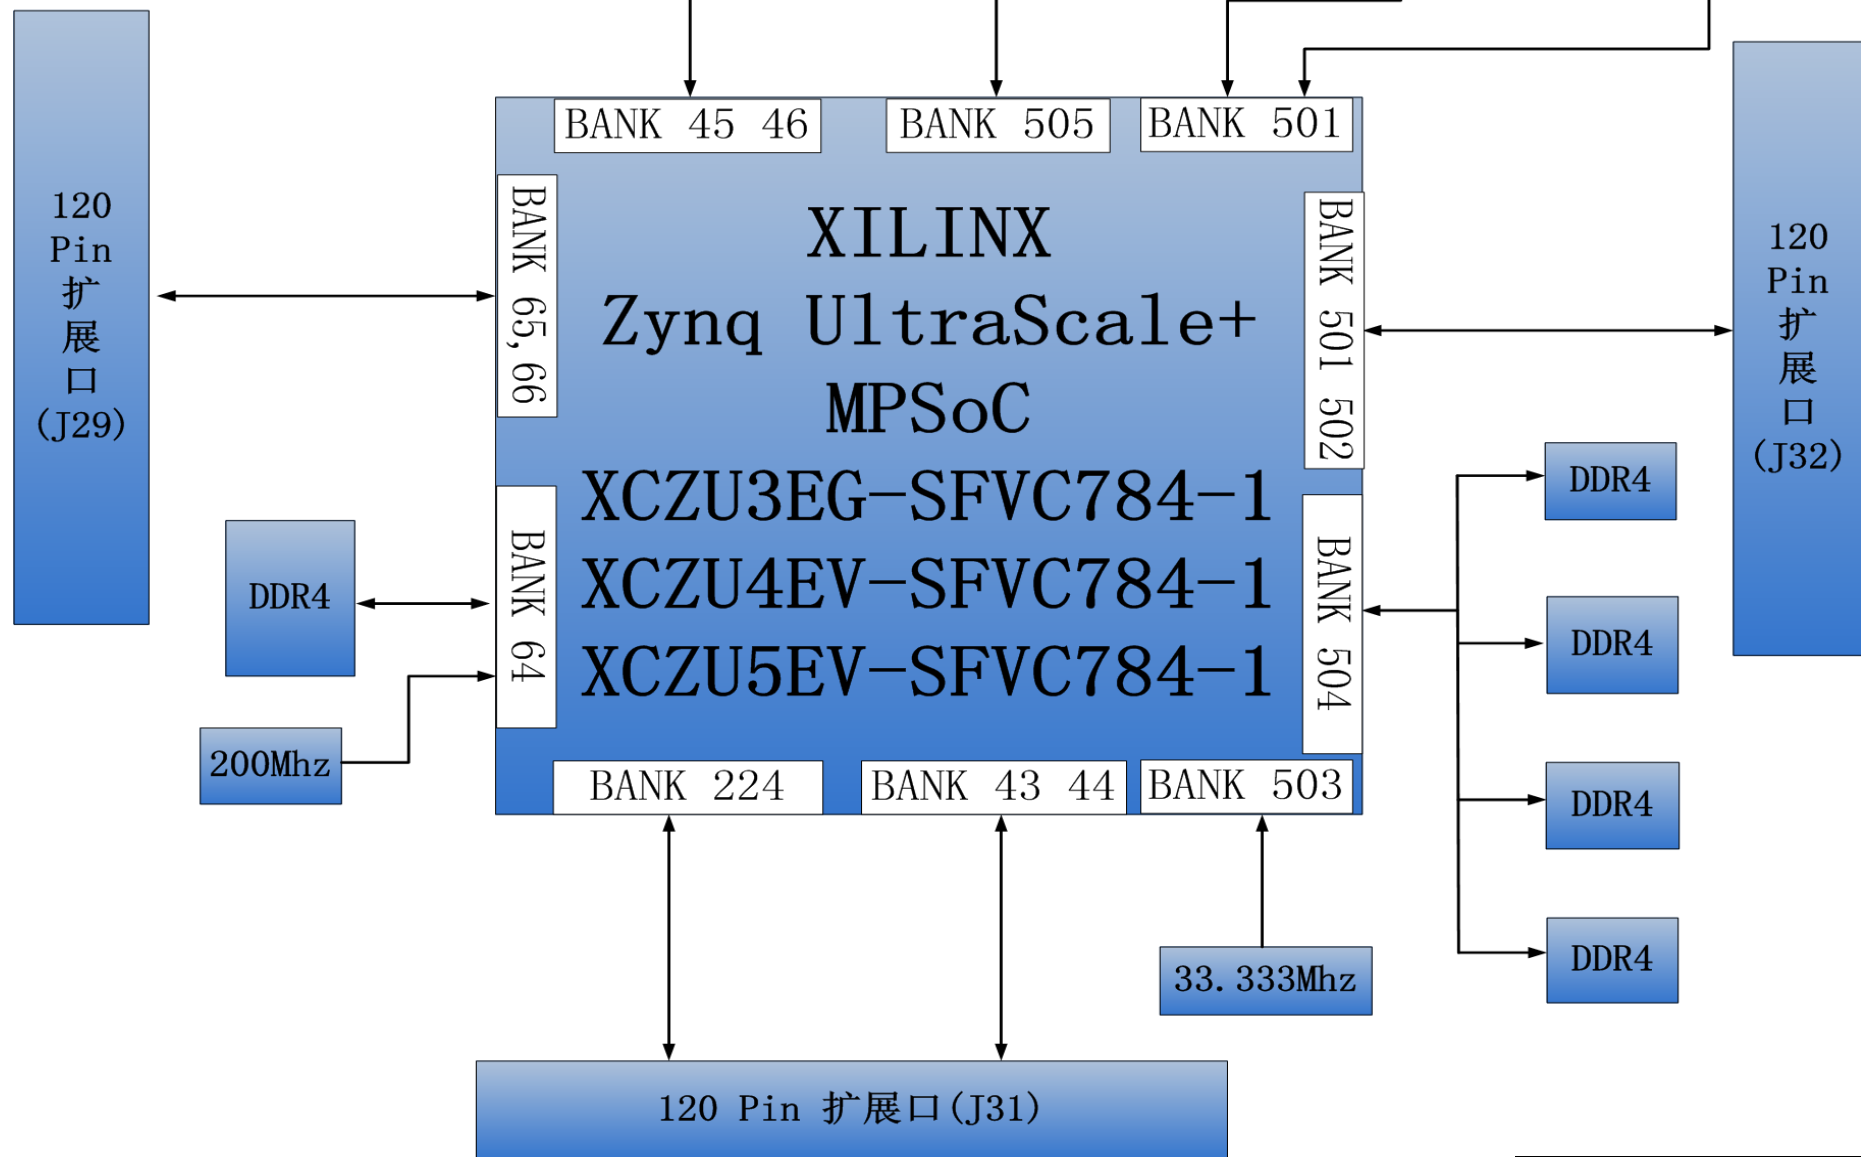 BANK 45 46
BANK 505
BANK 501
120
Pin
扩
展
口
(J29)
BANK 65,66
XILINX
Zynq UltraScale+
MPSoC
XCZU3EG-SFVC784-1
XCZU4EV-SFVC784-1
XCZU5EV-SFVC784-1
BANK 501 502
120
Pin
扩
展
口
(J32)
DDR4
BANK 64
200Mhz
BANK 504
DDR4
DDR4
DDR4
DDR4
BANK 224
BANK 43 44
BANK 503
33.333Mhz
120 Pin 扩展口(J31)